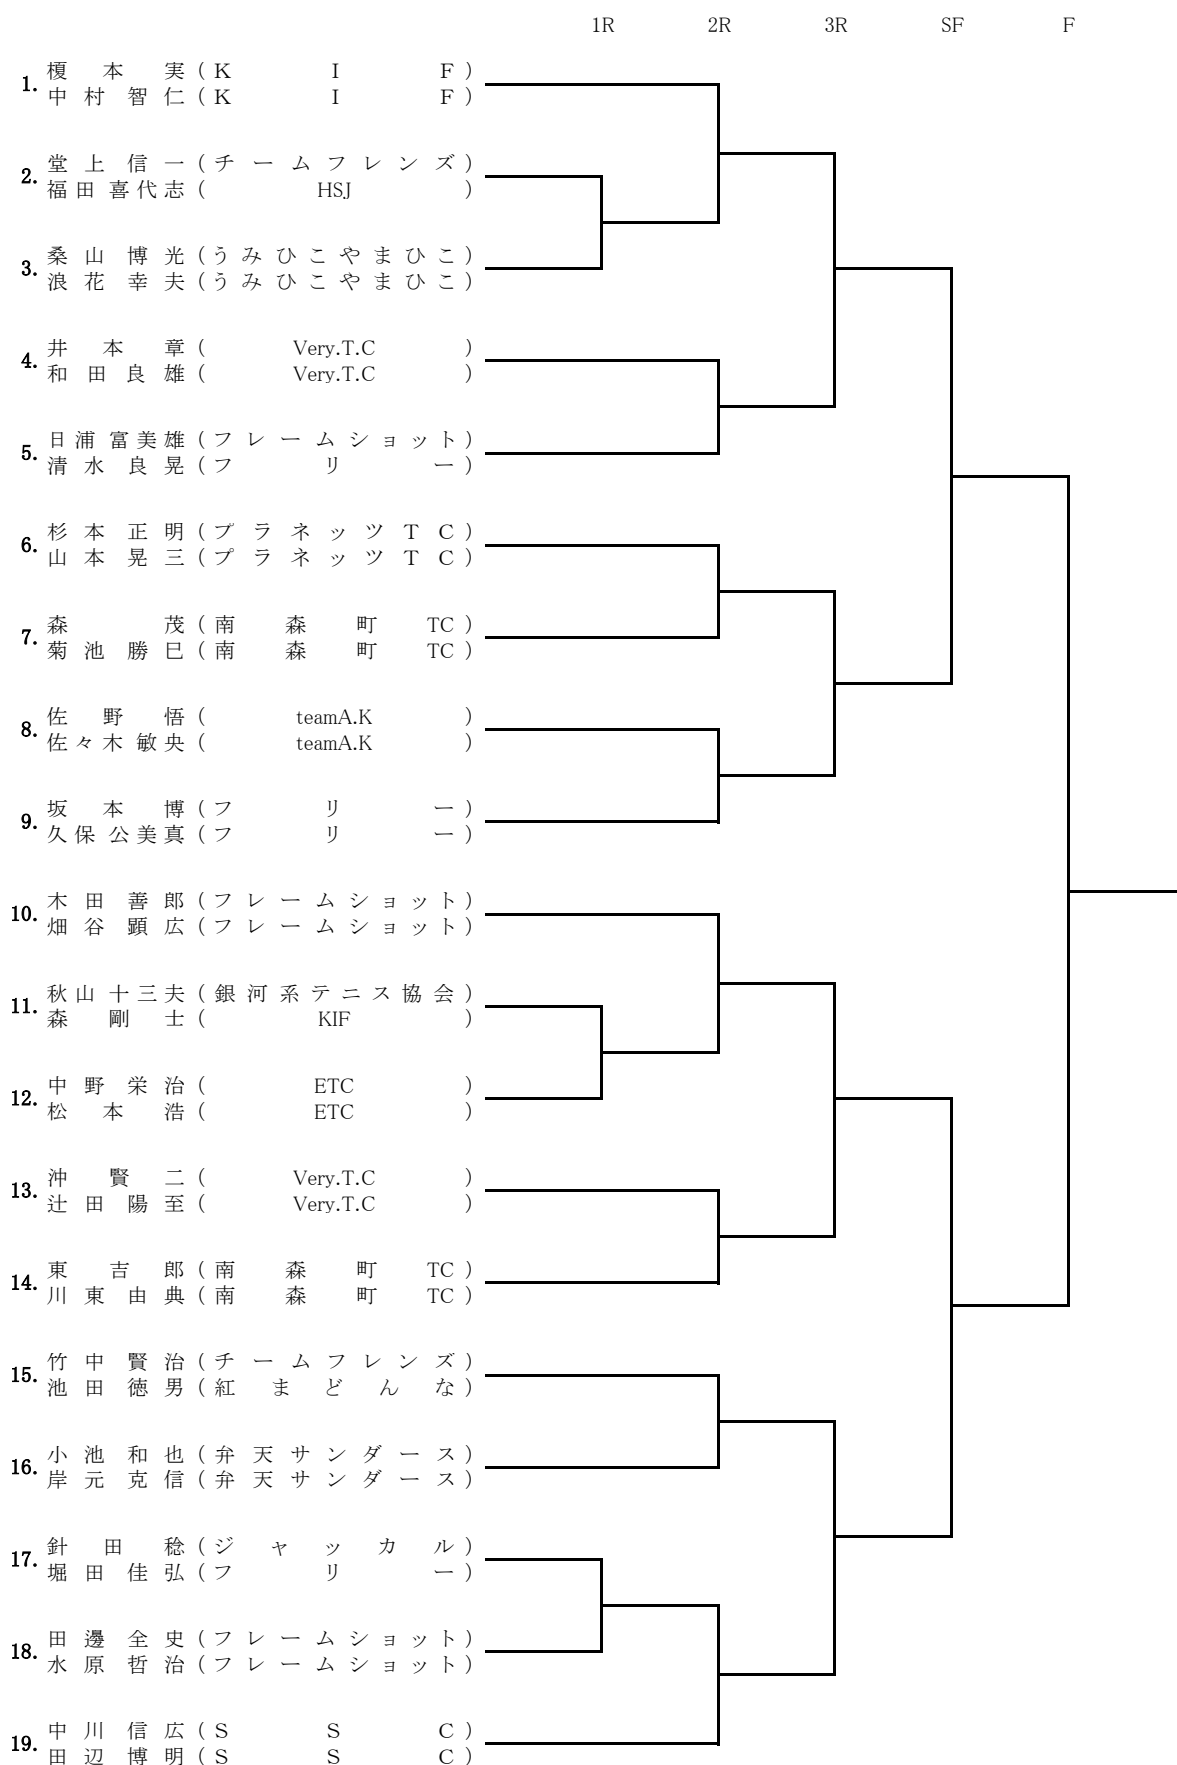 1R 2R 3R SF F
1. 榎本実(KIF)
中村智仁(KIF)
2. 堂上信一(チームフレンズ)
福田喜代志(HSJ)
3. 桑山博光(うみひこやまひこ)
浪花幸夫(うみひこやまひこ)
4. 井本章(Very.T.C)
和田良雄(Very.T.C)
5. 日浦富美雄(フレームショット)
清水良晃(フリー)
6. 杉本正明(プラネッツTC)
山本晃三(プラネッツTC)
7. 森茂(南森町TC)
菊池勝巳(南森町TC)
8. 佐野悟(teamA.K)
佐々木敏央(teamA.K)
9. 坂本博(フリー)
久保公美真(フリー)
10. 木田善郎(フレームショット)
畑谷顕広(フレームショット)
11. 秋山十三夫(銀河系テニス協会)
森剛士(KIF)
12. 中野栄治(ETC)
松本浩(ETC)
13. 沖賢二(Very.T.C)
辻田陽至(Very.T.C)
14. 東吉郎(南森町TC)
川東由典(南森町TC)
15. 竹中賢治(チームフレンズ)
池田徳男(紅まどんな)
16. 小池和也(弁天サンダース)
岸元克信(弁天サンダース)
17. 針田稔(ジャッカル)
堀田佳弘(フリー)
18. 田邊全史(フレームショット)
水原哲治(フレームショット)
19. 中川信広(SSC)
田辺博明(SSC)